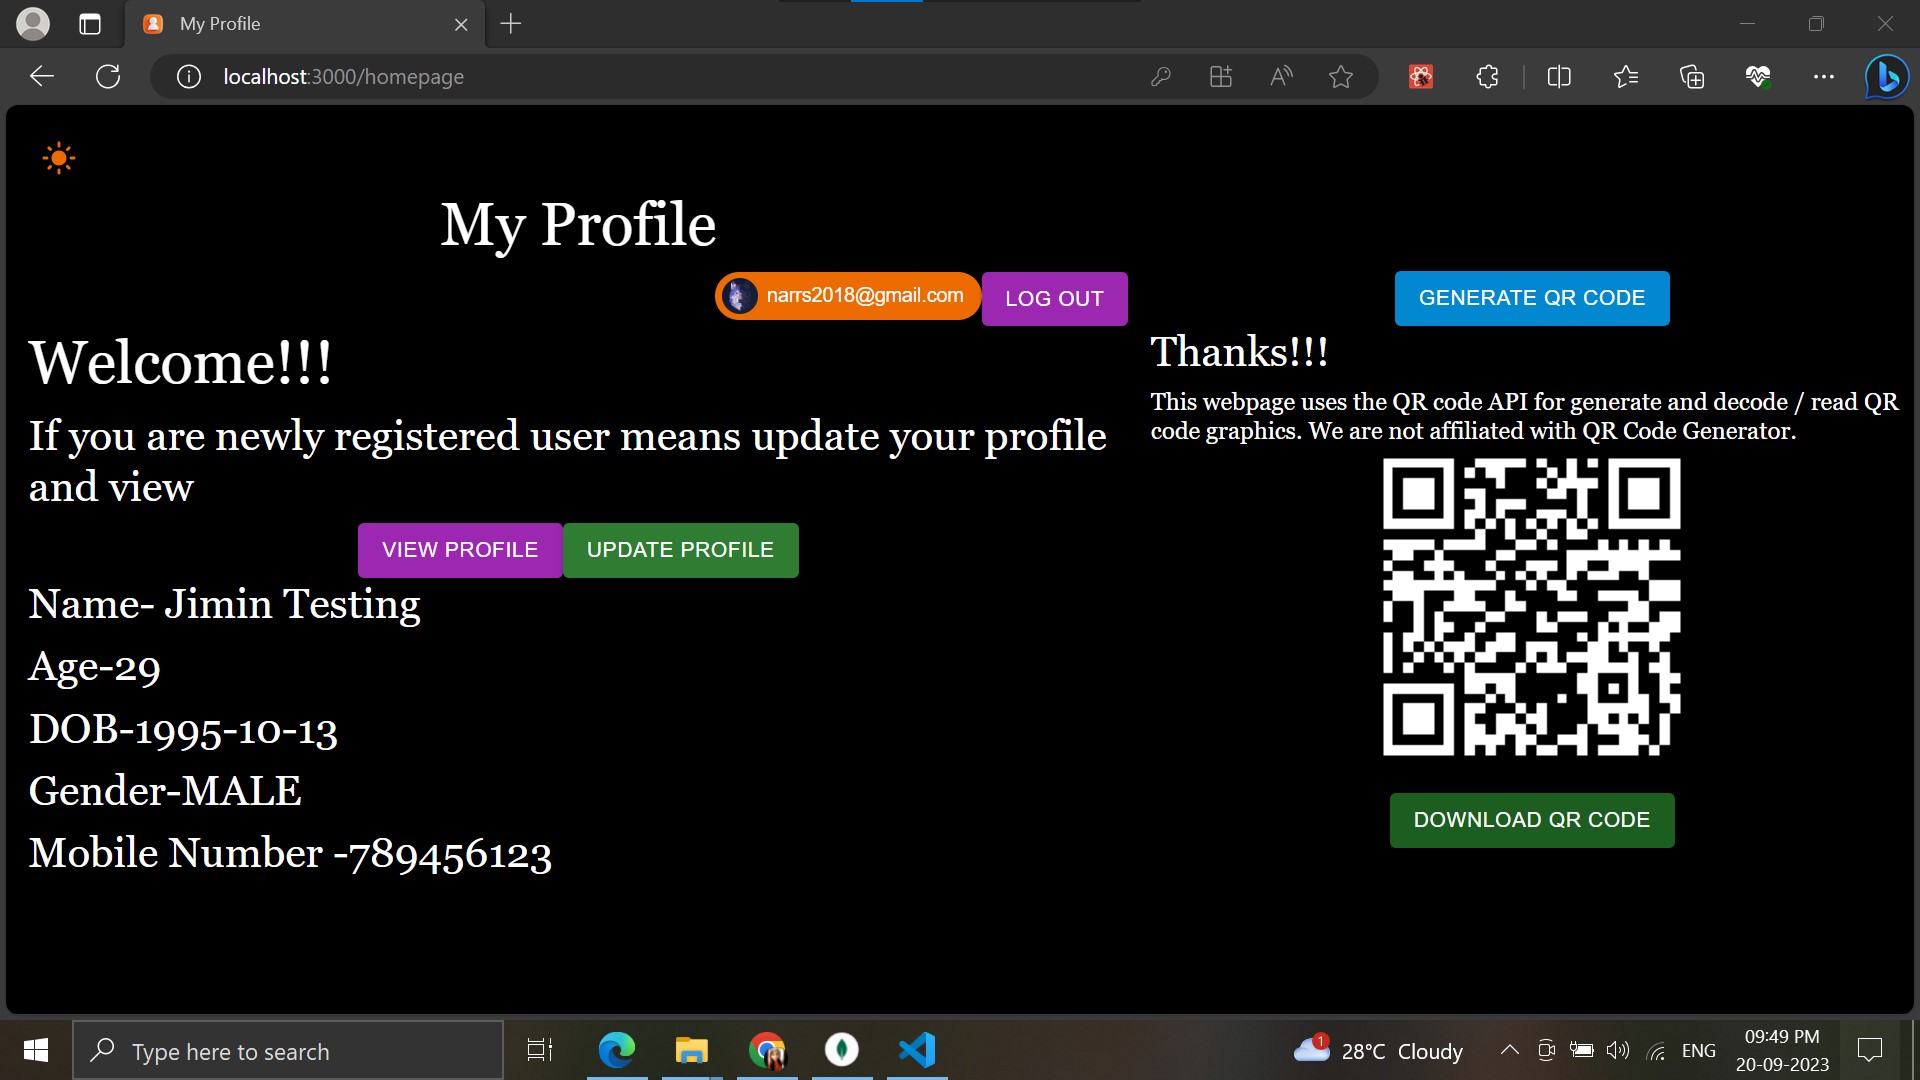 My Profile
localhost:3000/homepage
My Profile
narrs2018@gmail.com
LOG OUT
GENERATE QR CODE
Welcome!!!
If you are newly registered user means update your profile
and view
VIEW PROFILE
UPDATE PROFILE
Name- Jimin Testing
Age-29
DOB-1995-10-13
Gender-MALE
Mobile Number -789456123
Thanks!!!
This webpage uses the QR code API for generate and decode / read QR
code graphics. We are not affiliated with QR Code Generator.
DOWNLOAD QR CODE
Type here to search
1
28°C Cloudy
ENG
09:49 PM
20-09-2023